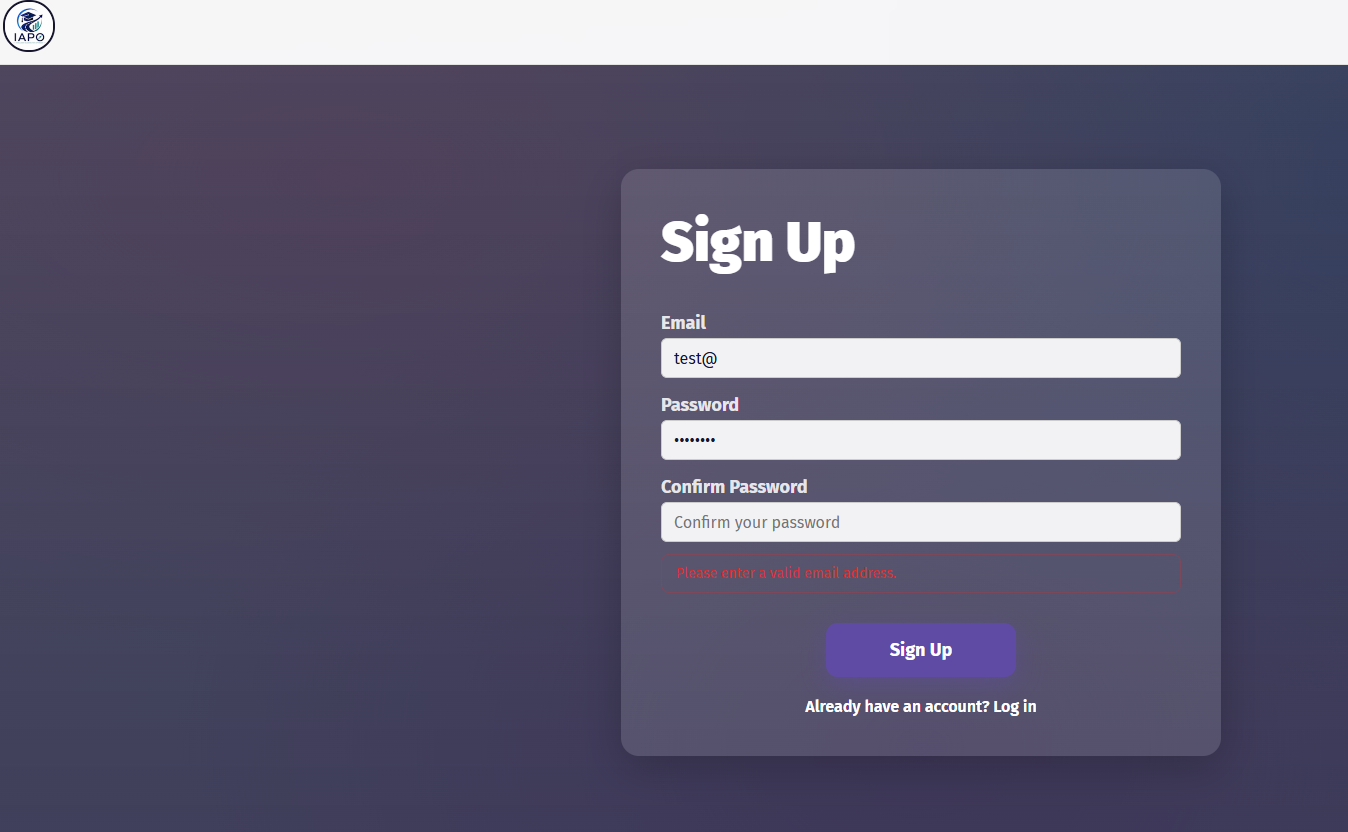 IAPO
Sign Up
Email
test@
Password
••••••••
Confirm Password
Confirm your password
Please enter a valid email address.
Sign Up
Already have an account? Log in